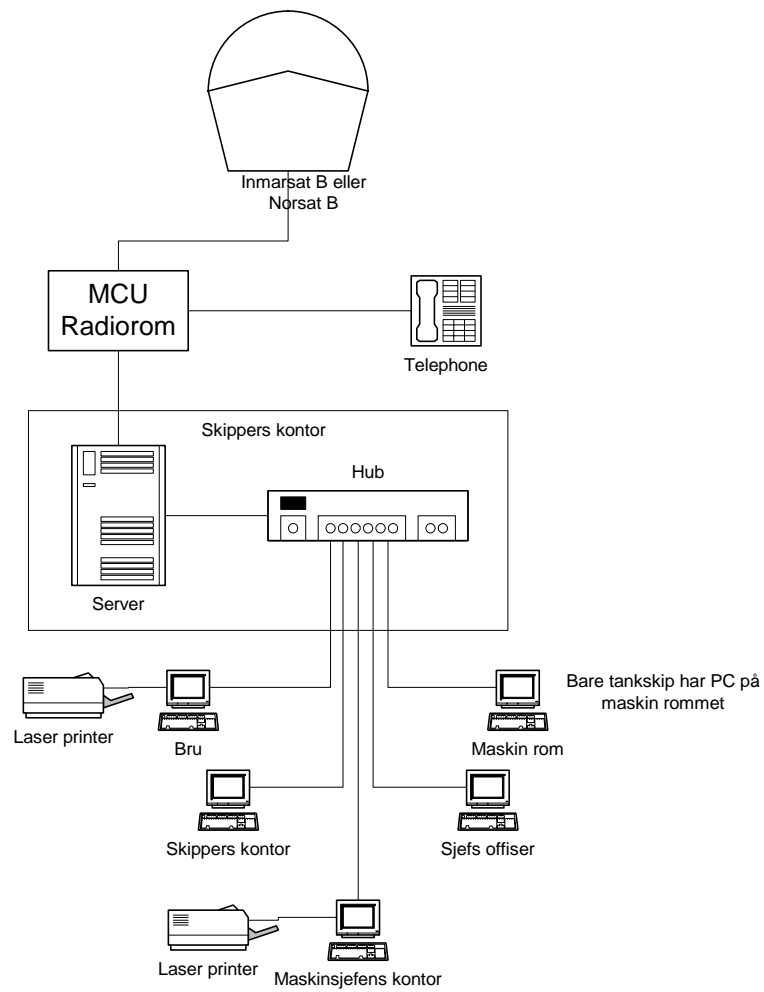 Inmarsat B eller
Norsat B
MCU
Radiorom
Telephone
Skippers kontor
Hub
Server
Bare tankskip har PC på
maskin rommet
Laser printer
Bru
Maskin rom
Skippers kontor
Sjefs offiser
Laser printer
Maskinsjefens kontor